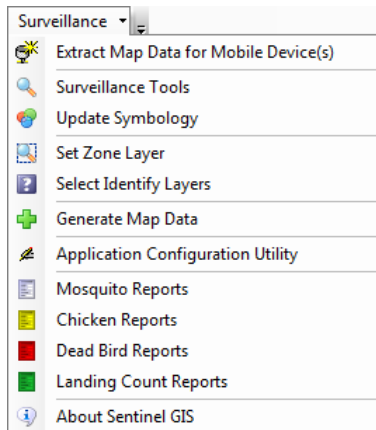 Surveillance
Extract Map Data for Mobile Device(s)
Surveillance Tools
Update Symbology
Set Zone Layer
Select Identify Layers
Generate Map Data
Application Configuration Utility
Mosquito Reports
Chicken Reports
Dead Bird Reports
Landing Count Reports
About Sentinel GIS